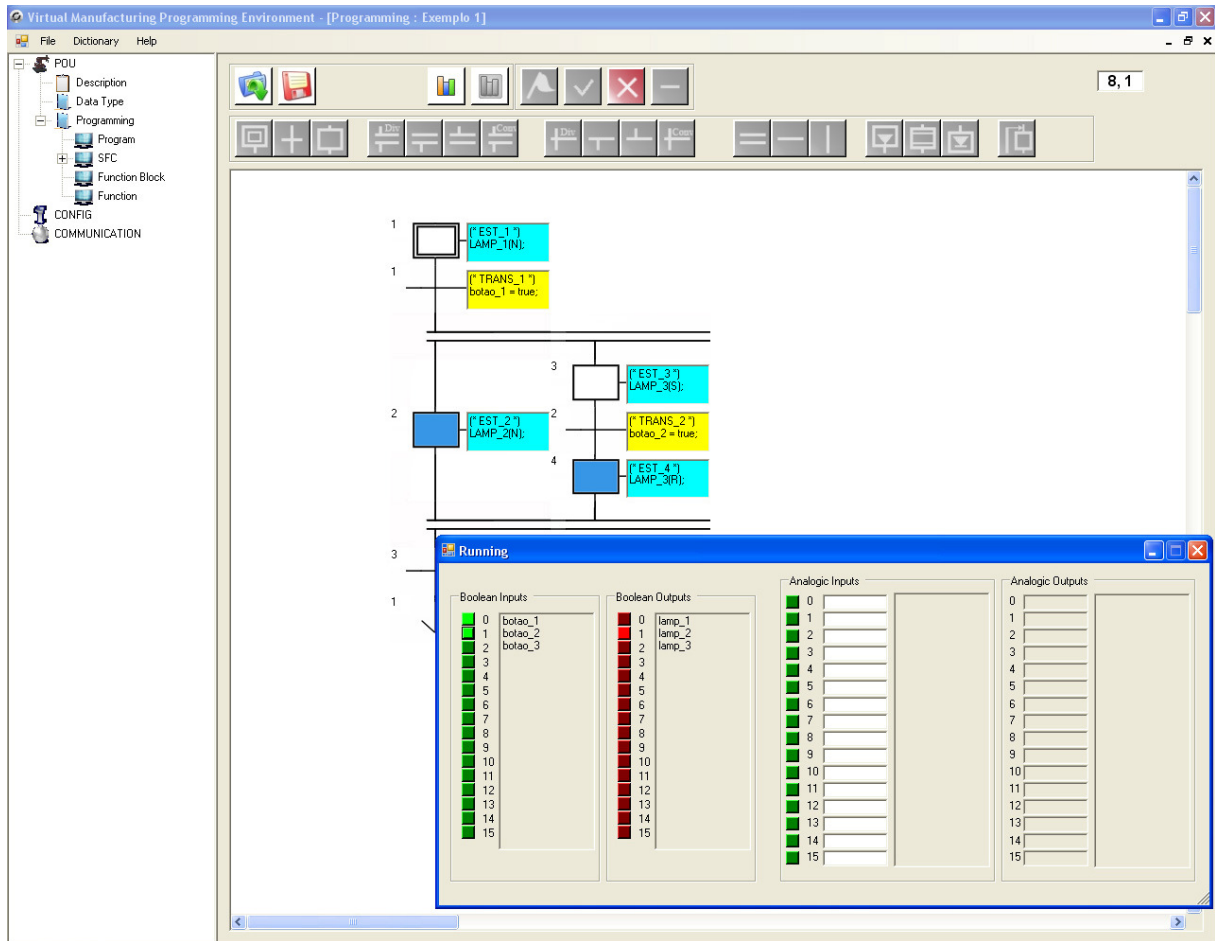 Virtual Manufacturing Programming Environment - [Programming : Exemplo 1]
File Dictionary Help
POU
Description
Data Type
Programming
Program
SFC
Function Block
Function
CONFIG
COMMUNICATION
8, 1
Div
Conv
Div
Conv
1
(* EST_1 *)
LAMP_1(N);
1
(* TRANS_1 *)
botao_1 = true;
3
(* EST_3 *)
LAMP_3(S);
2
(* EST_2 *)
LAMP_2(N);
2
(* TRANS_2 *)
botao_2 = true;
4
(* EST_4 *)
LAMP_3(R);
3
1
Running
Boolean Inputs
0 botao_1
1 botao_2
2 botao_3
3
4
5
6
7
8
9
10
11
12
13
14
15
Boolean Outputs
0 lamp_1
1 lamp_2
2 lamp_3
3
4
5
6
7
8
9
10
11
12
13
14
15
Analogic Inputs
0
1
2
3
4
5
6
7
8
9
10
11
12
13
14
15
Analogic Outputs
0
1
2
3
4
5
6
7
8
9
10
11
12
13
14
15